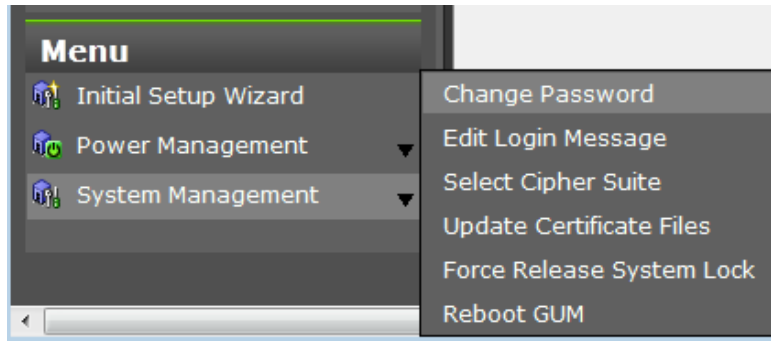 Menu
Initial Setup Wizard
Power Management
System Management
Change Password
Edit Login Message
Select Cipher Suite
Update Certificate Files
Force Release System Lock
Reboot GUM